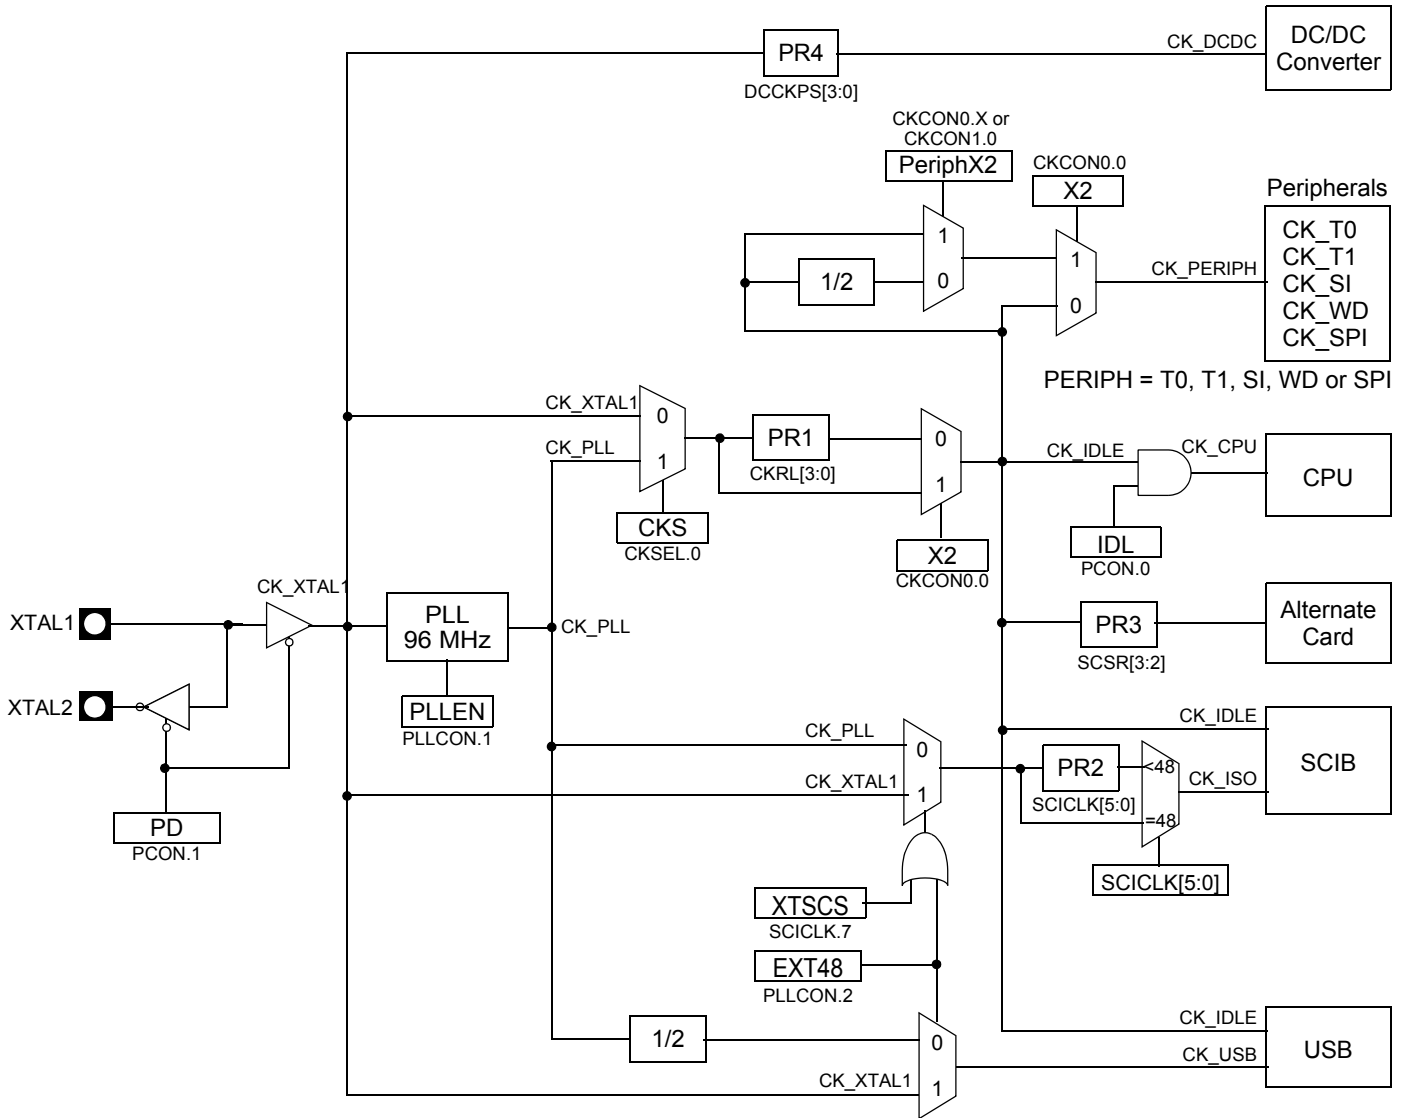 CK_DCDC
DC/DC
Converter
PR4
DCCKPS[3:0]
CKCON0.X or
CKCON1.0
PeriphX2
CKCON0.0
X2
Peripherals
1
1/2
0
1
0
CK_PERIPH
CK_T0
CK_T1
CK_SI
CK_WD
CK_SPI
PERIPH = T0, T1, SI, WD or SPI
CK_XTAL1
0
CK_PLL
1
PR1
CKRL[3:0]
0
1
CK_IDLE
CK_CPU
CPU
CKS
CKSEL.0
X2
CKCON0.0
IDL
PCON.0
XTAL1
CK_XTAL1
PLL
96 MHz
CK_PLL
PR3
SCSR[3:2]
Alternate
Card
XTAL2
PLLEN
PLLCON.1
PD
PCON.1
CK_PLL
0
CK_XTAL1
1
PR2
SCICLK[5:0]
<48
=48
CK_IDLE
CK_ISO
SCIB
SCICLK[5:0]
XTSCS
SCICLK.7
EXT48
PLLCON.2
1/2
0
CK_XTAL1
1
CK_IDLE
CK_USB
USB